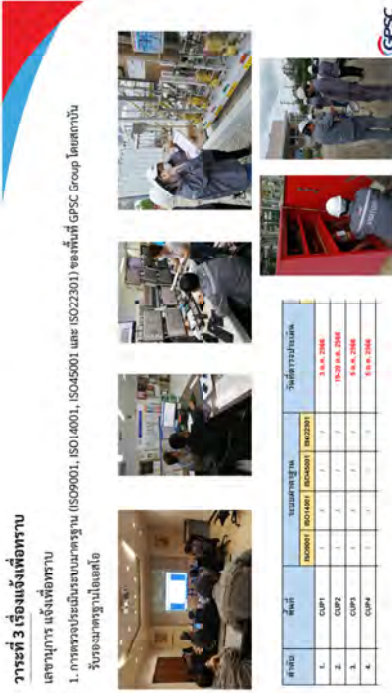 วาระที่ 3 เรื่องแจ้งเพื่อทราบ
เลขานุการ แจ้งเพื่อทราบ
1. การตรวจประเมินระบบมาตรฐาน (ISO9001, ISO14001, ISO45001 และ ISO22301) ของพื้นที่ GPSC Group โดยสถาบัน
รับรองมาตรฐานไอเอสโอ
ลำดับ พื้นที่ ระบบมาตรฐาน วันที่ตรวจประเมิน
ISO9001 ISO14001 ISO45001 ISO22301
1. CUP1 / / / / 3 ต.ค. 2566
2. CUP2 / / / / 19-20 ต.ค. 2566
3. CUP3 / / / /  ต.ค. 2566
4. CUP4 / / / / 5 ต.ค. 2566
GPSC